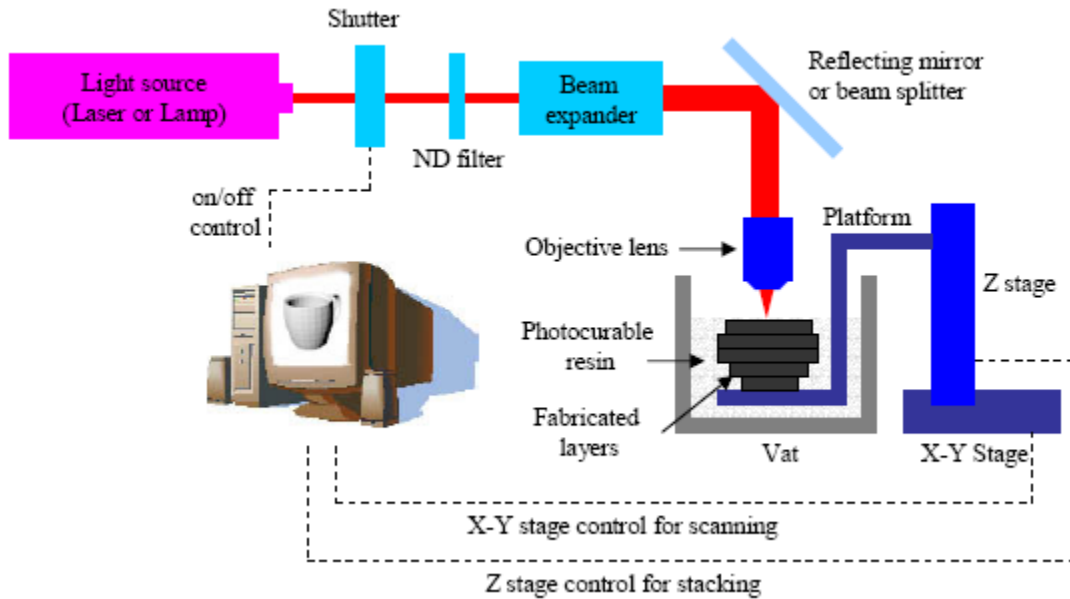 Shutter
Light source
(Laser or Lamp)
Beam
expander
Reflecting mirror
or beam splitter
ND filter
on/off
control
Platform
Objective lens
Z stage
Photocurable
resin
Fabricated
layers
Vat
X-Y Stage
X-Y stage control for scanning
Z stage control for stacking